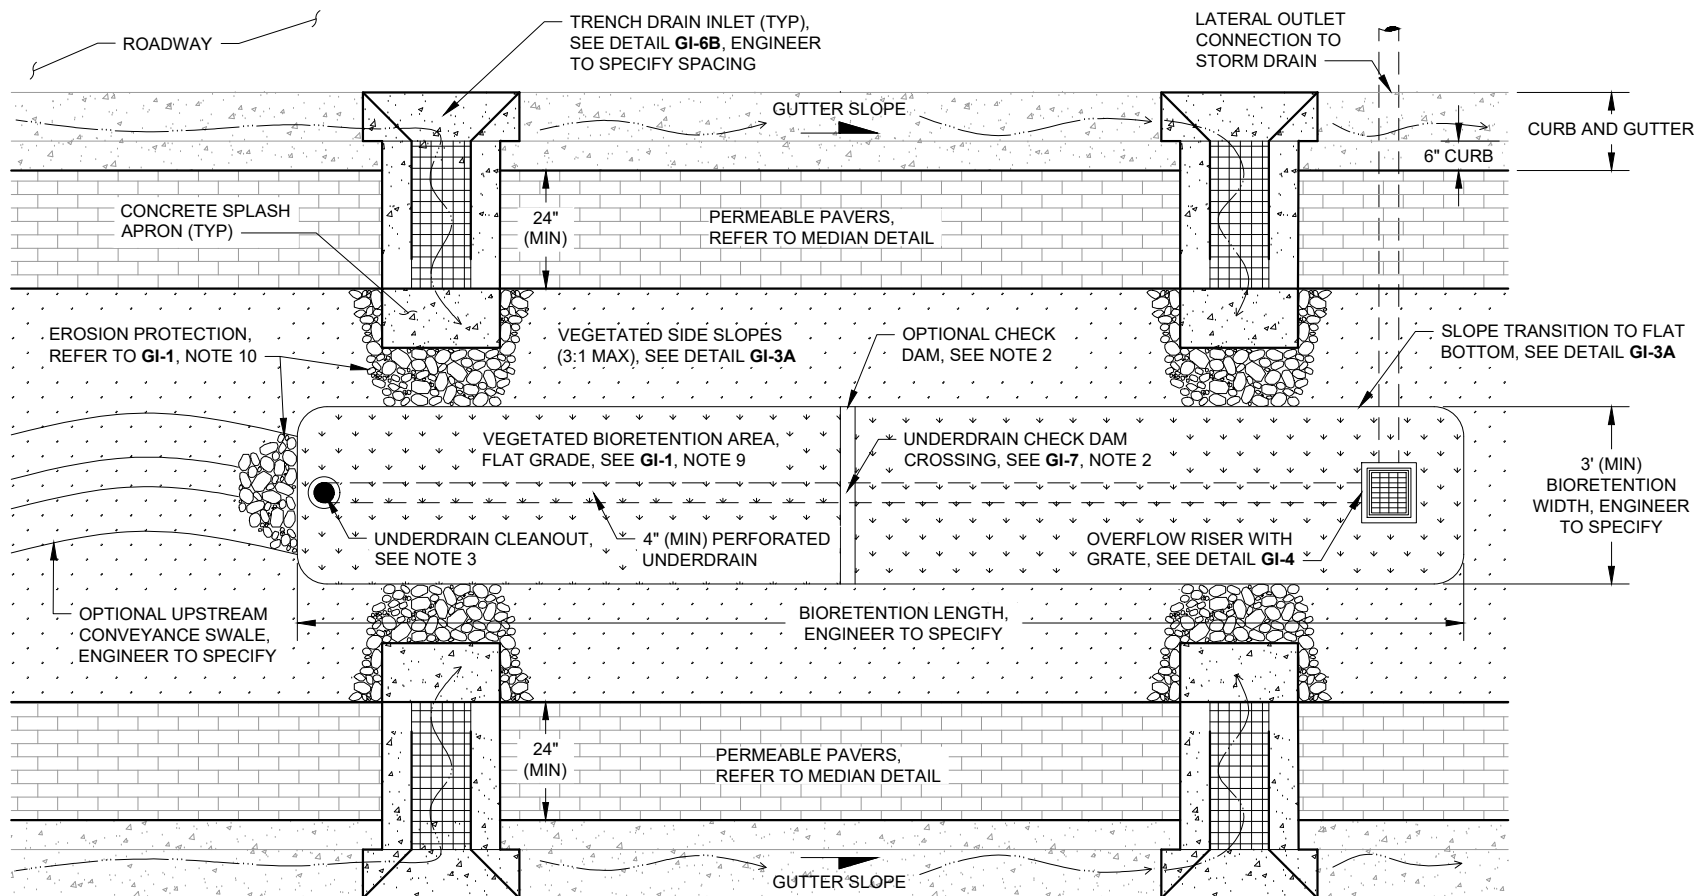 ROADWAY
TRENCH DRAIN INLET (TYP),
SEE DETAIL GI-6B, ENGINEER
TO SPECIFY SPACING
LATERAL OUTLET
CONNECTION TO
STORM DRAIN
GUTTER SLOPE
CURB AND GUTTER
6" CURB
CONCRETE SPLASH
APRON (TYP)
24"
(MIN)
PERMEABLE PAVERS,
REFER TO MEDIAN DETAIL
EROSION PROTECTION,
REFER TO GI-1, NOTE 10
VEGETATED SIDE SLOPES
(3:1 MAX), SEE DETAIL GI-3A
OPTIONAL CHECK
DAM, SEE NOTE 2
SLOPE TRANSITION TO FLAT
BOTTOM, SEE DETAIL GI-3A
VEGETATED BIORETENTION AREA,
FLAT GRADE, SEE GI-1, NOTE 9
UNDERDRAIN CHECK DAM
CROSSING, SEE GI-7, NOTE 2
3' (MIN)
BIORETENTION
WIDTH, ENGINEER
TO SPECIFY
UNDERDRAIN CLEANOUT,
SEE NOTE 3
4" (MIN) PERFORATED
UNDERDRAIN
OVERFLOW RISER WITH
GRATE, SEE DETAIL GI-4
OPTIONAL UPSTREAM
CONVEYANCE SWALE,
ENGINEER TO SPECIFY
BIORETENTION LENGTH,
ENGINEER TO SPECIFY
24"
(MIN)
PERMEABLE PAVERS,
REFER TO MEDIAN DETAIL
GUTTER SLOPE